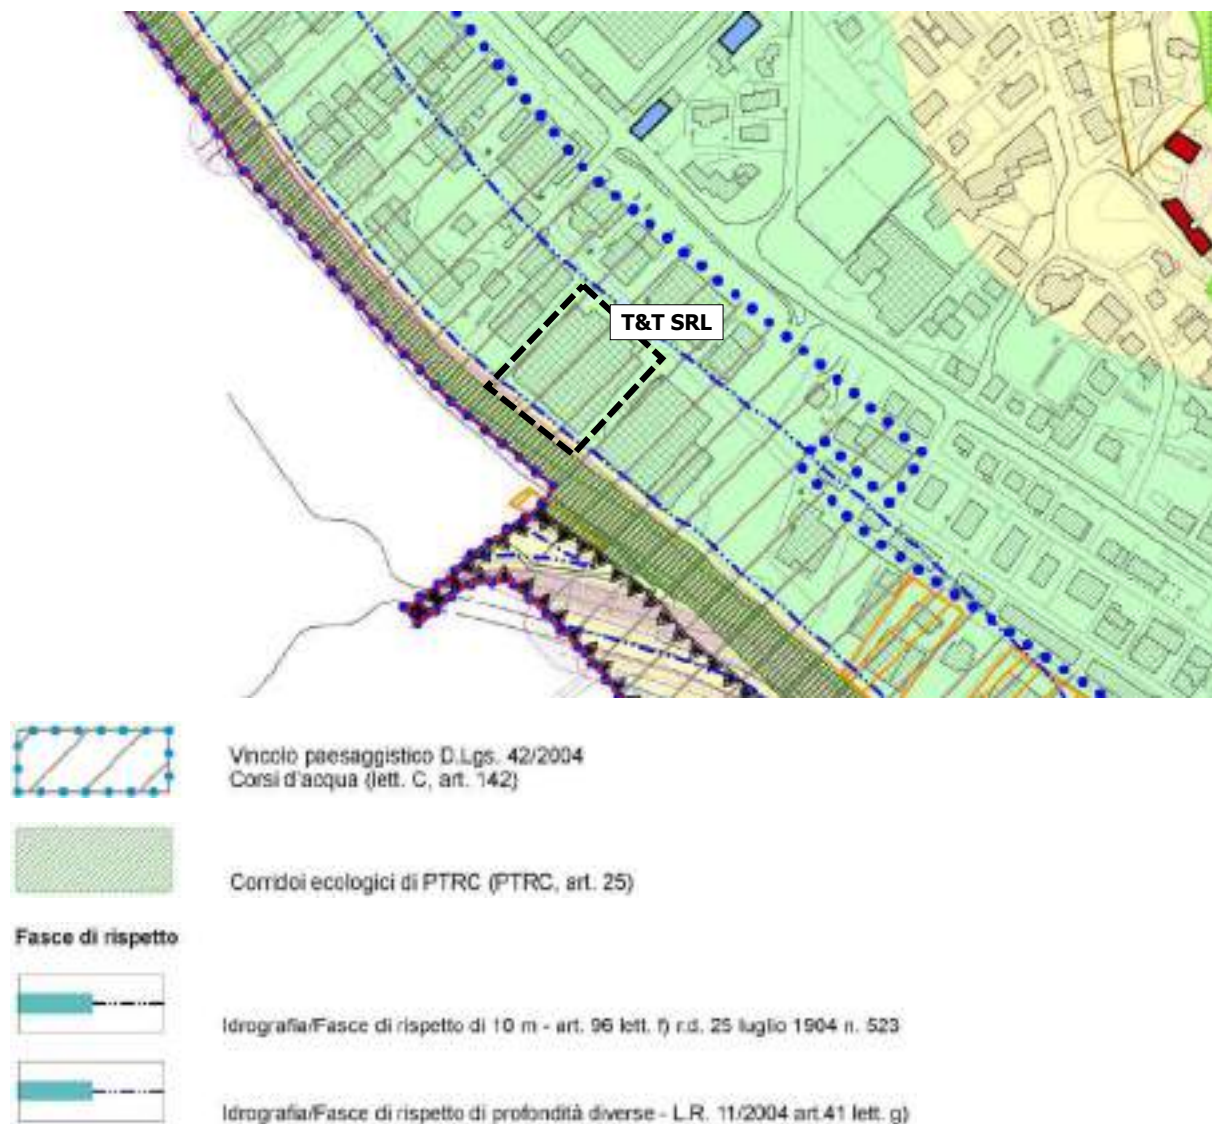 T&T SRL
Vincolo paesaggistico D.Lgs. 42/2004
Corsi d'acqua (lett. C, art. 142)
Corridoi ecologici di PTRC (PTRC, art. 25)
Fasce di rispetto
Idrografia/Fasce di rispetto di 10 m - art. 96 lett. f) r.d. 25 luglio 1904 n. 523
Idrografia/Fasce di rispetto di profondità diverse - L.R. 11/2004 art.41 lett. g)